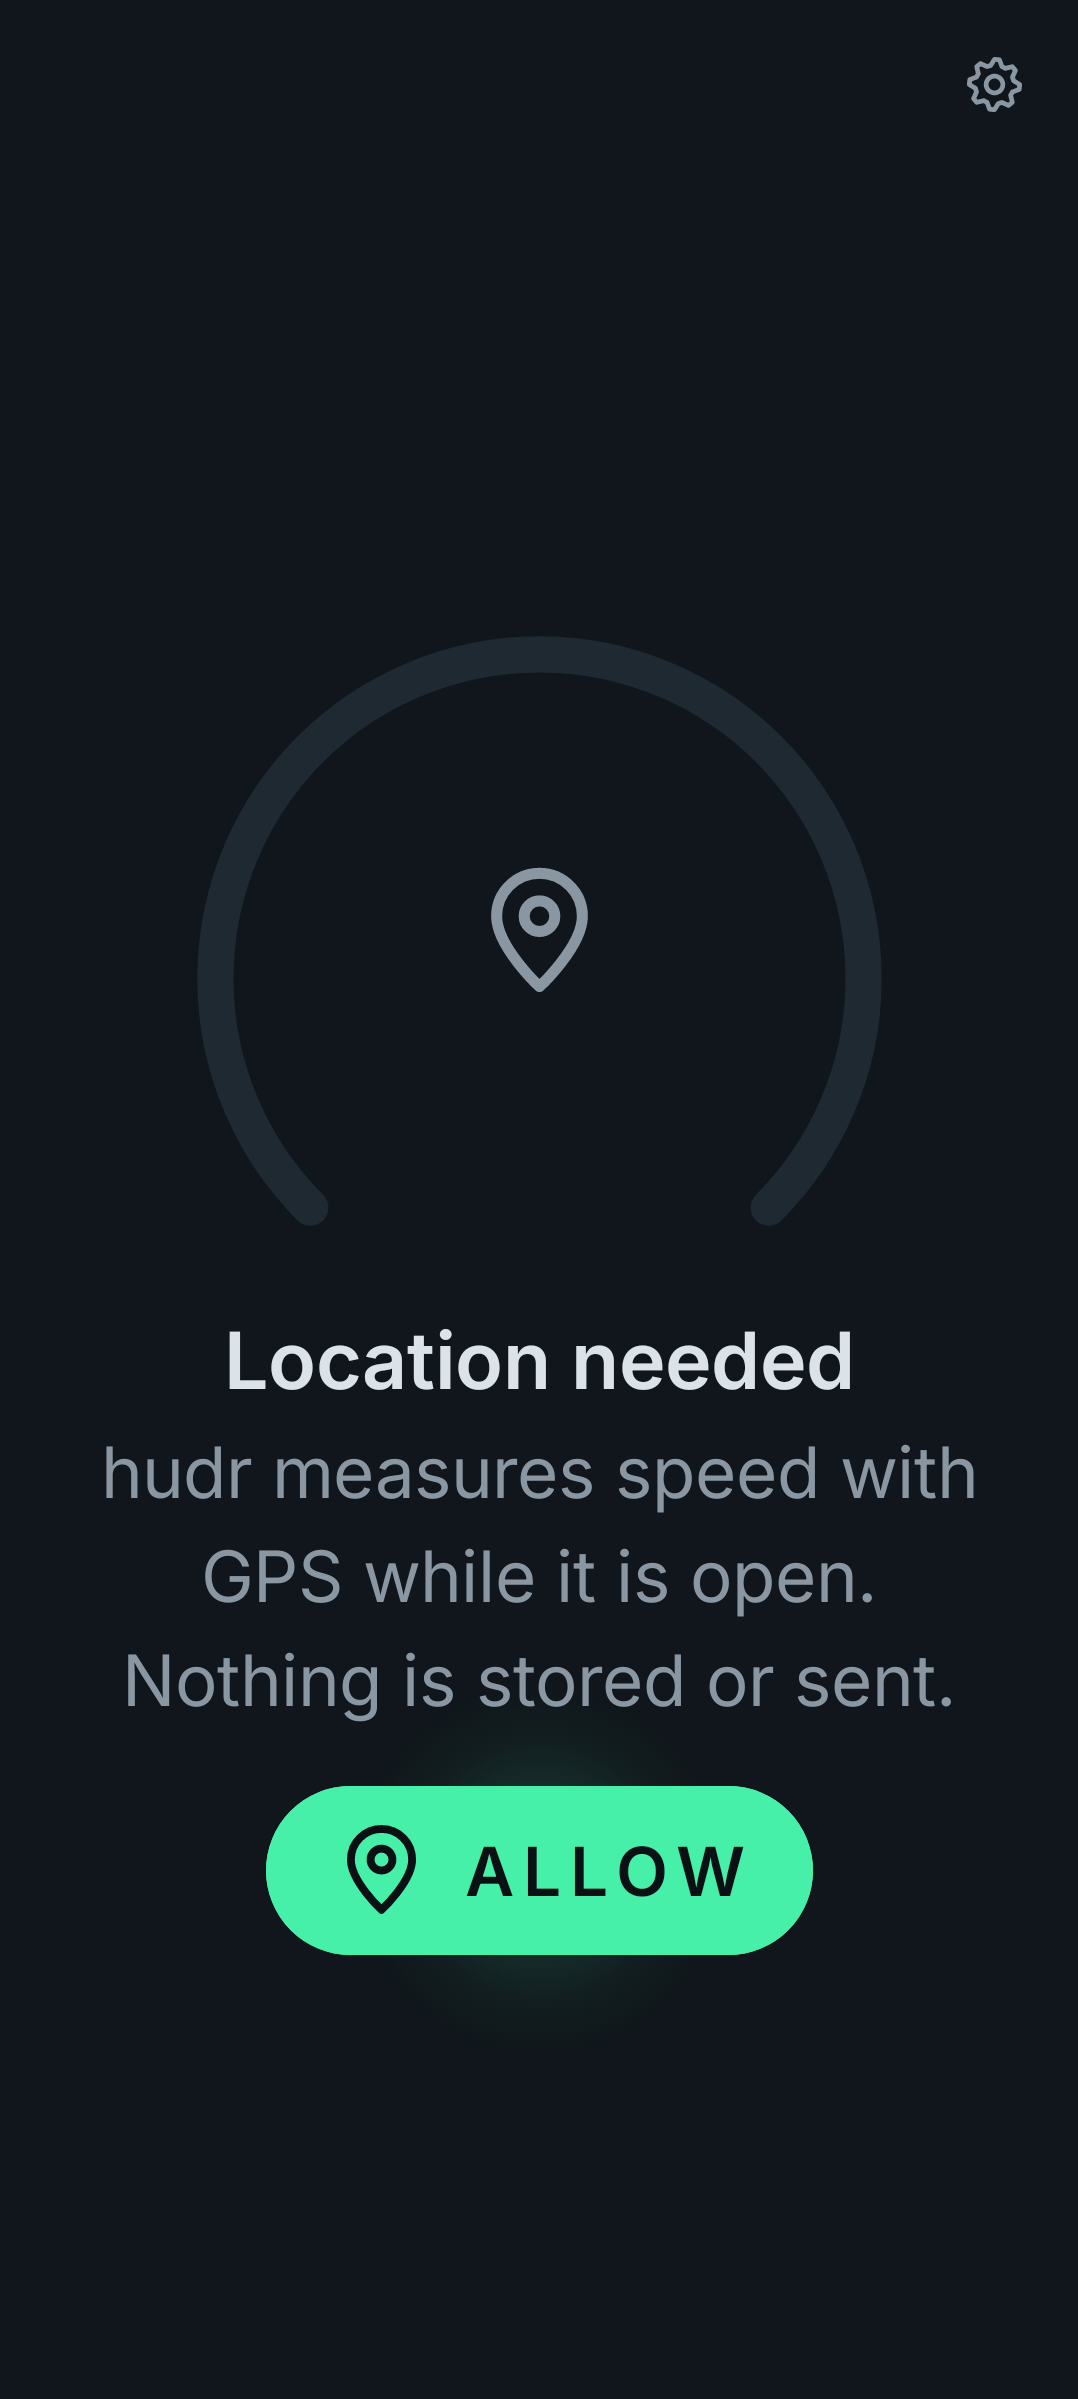 Location needed
hudr measures speed with
GPS while it is open.
Nothing is stored or sent.
ALLOW